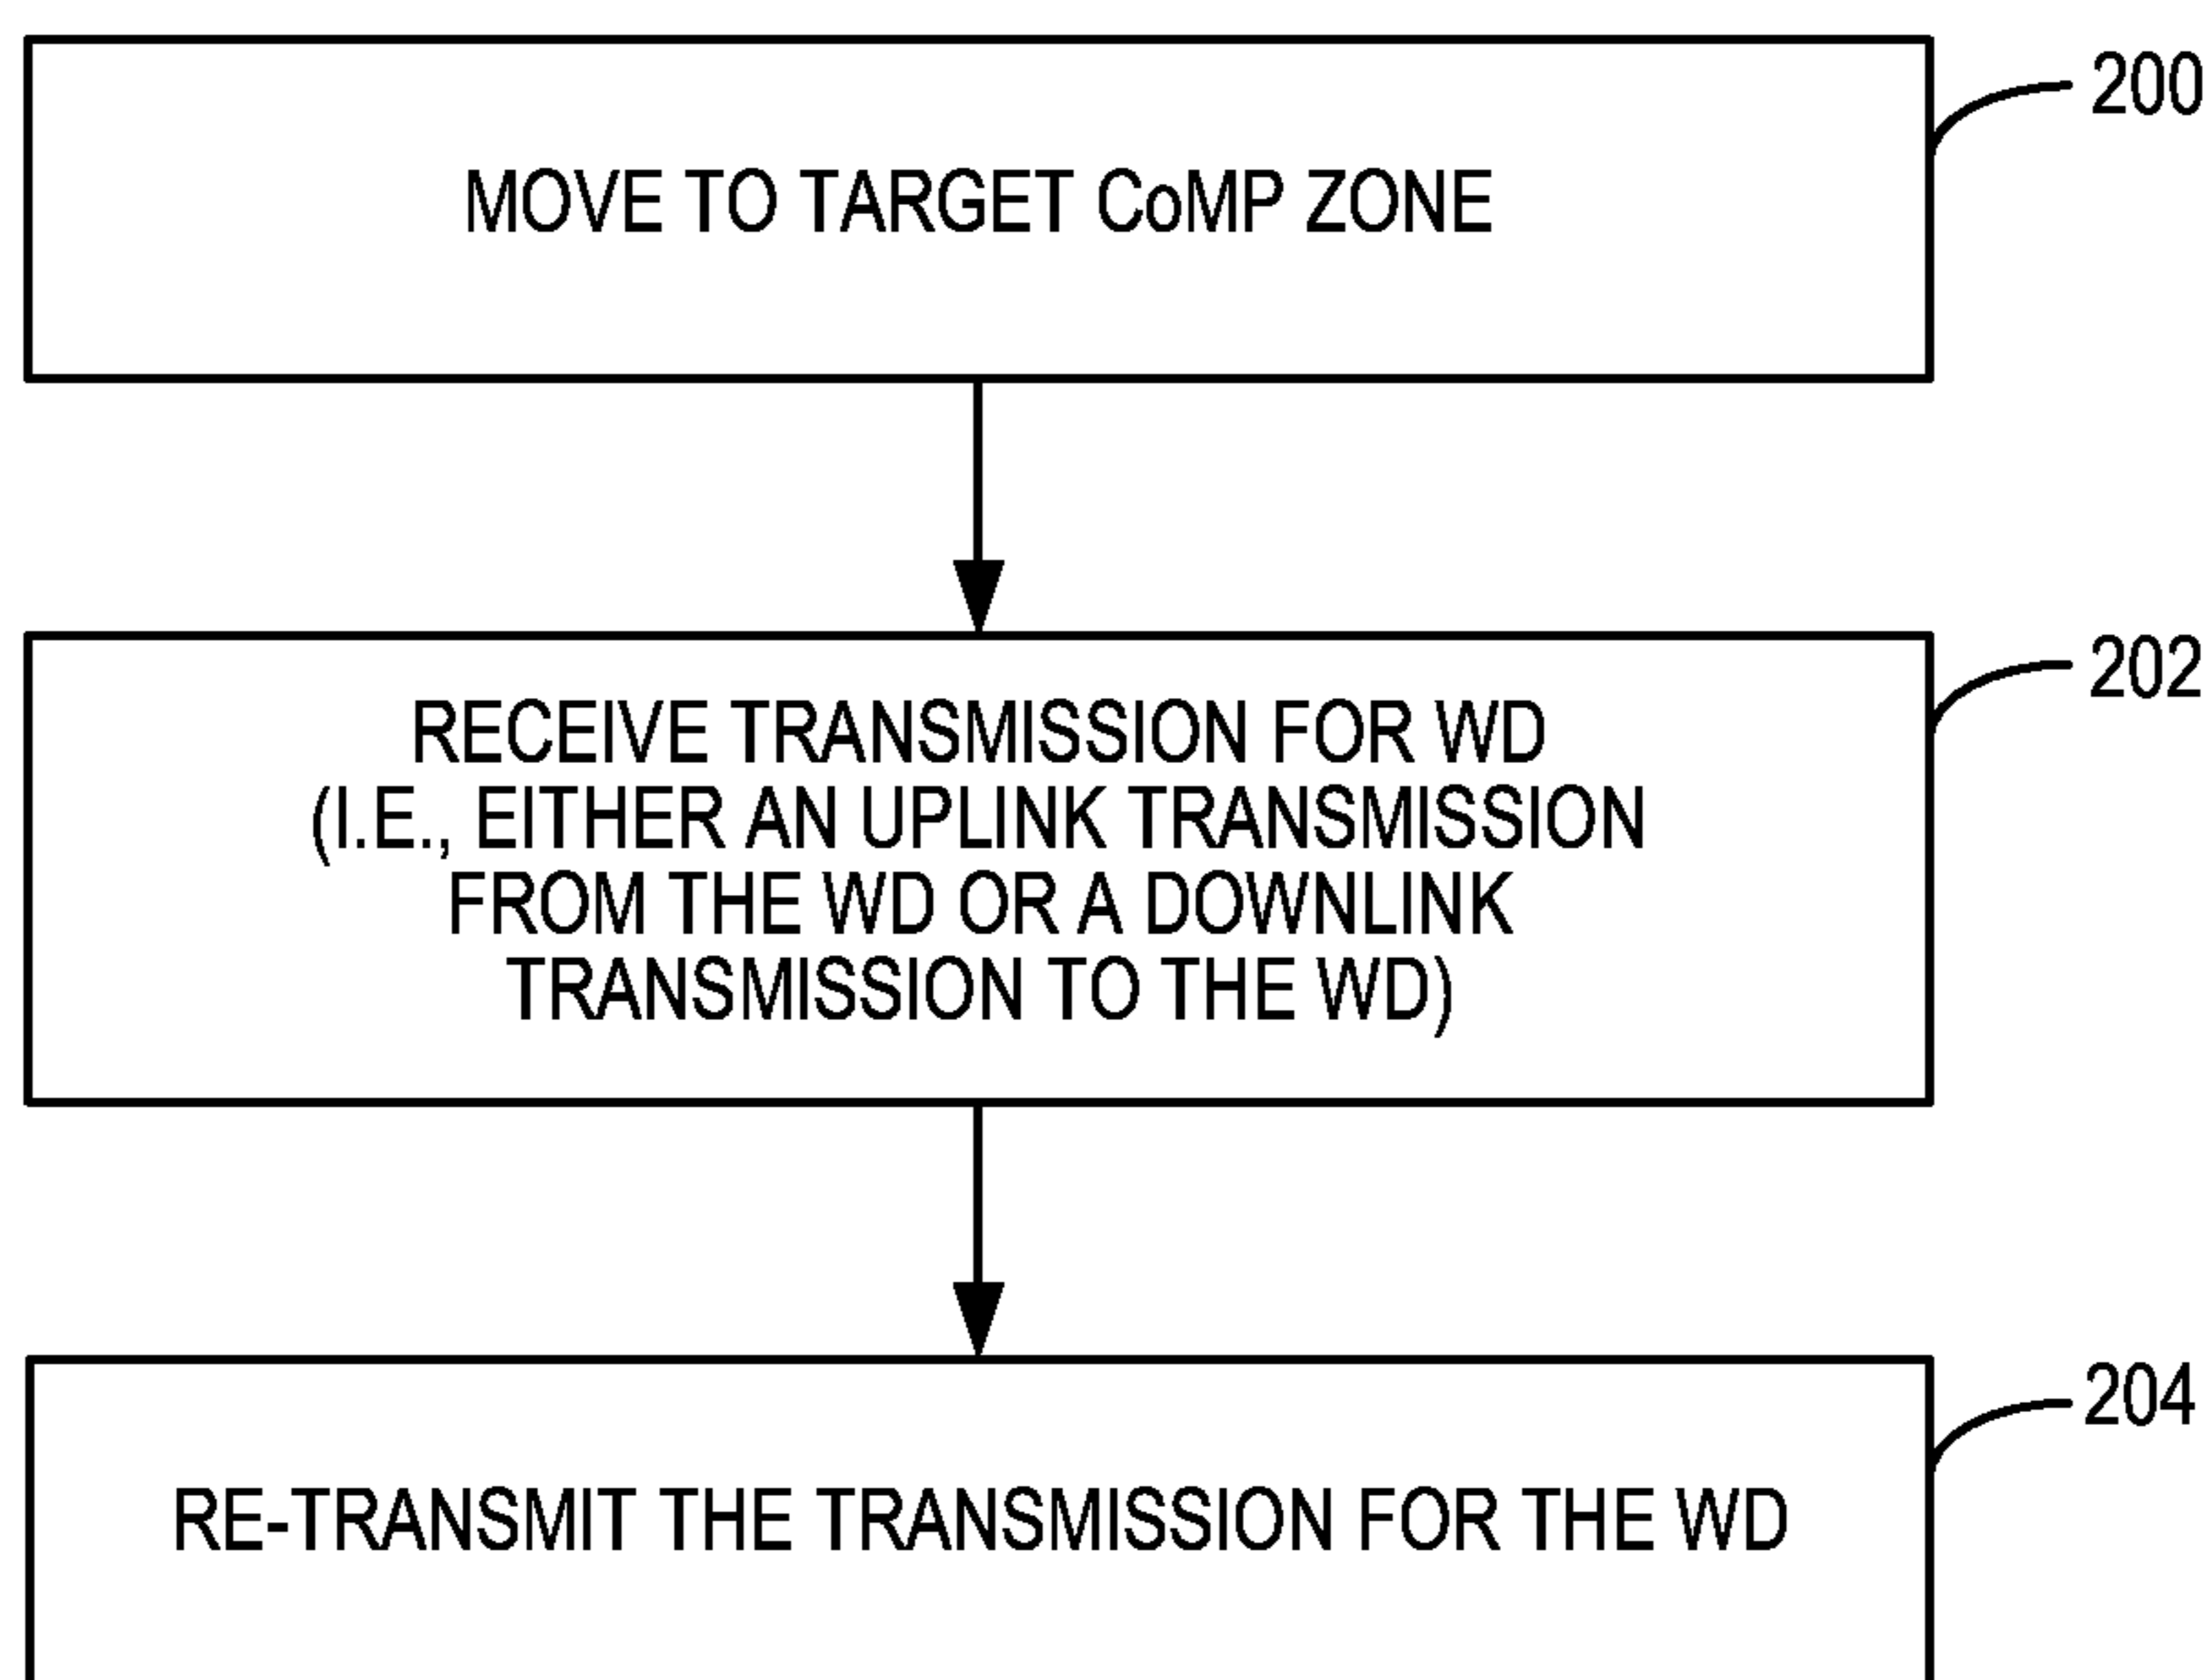 200
MOVE TO TARGET CoMP ZONE
202
RECEIVE TRANSMISSION FOR WD
(I.E., EITHER AN UPLINK TRANSMISSION
FROM THE WD OR A DOWNLINK
TRANSMISSION TO THE WD)
204
RE-TRANSMIT THE TRANSMISSION FOR THE WD